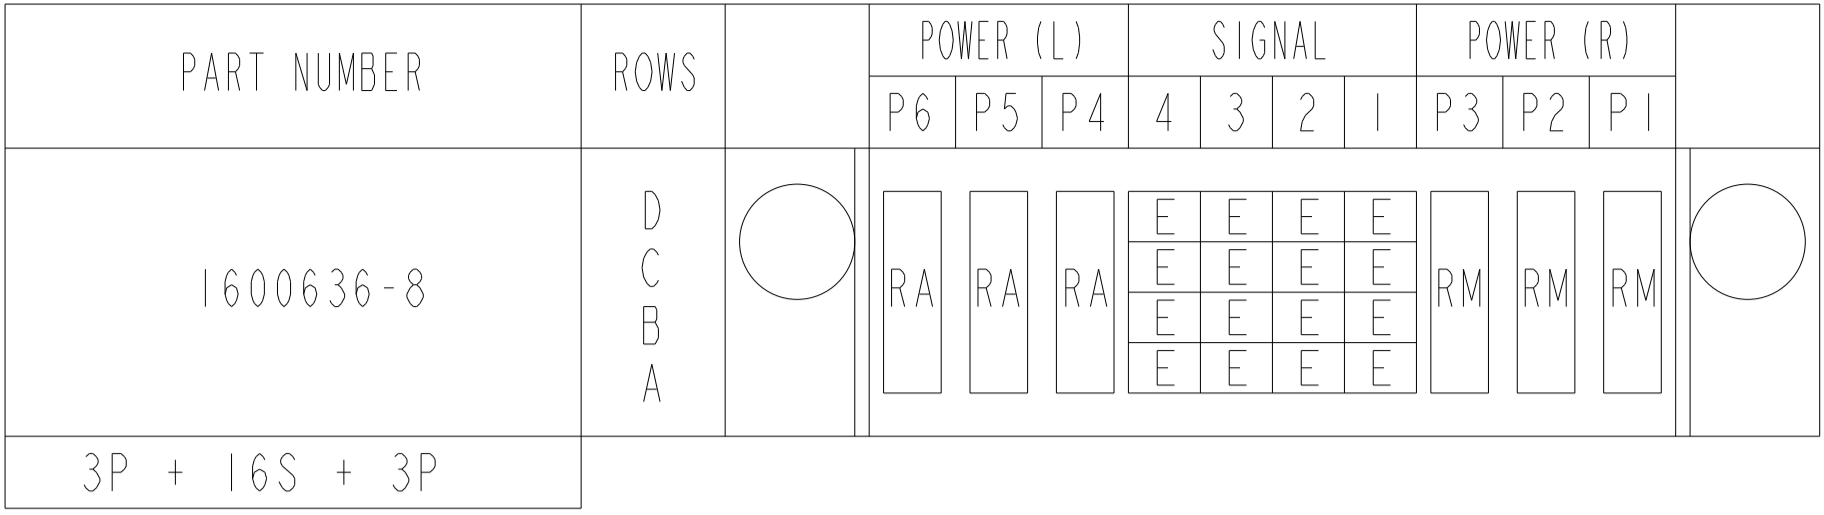 PART NUMBER ROWS POWER (L) SIGNAL POWER (R)
P6 P5 P4 4 3 2 1 P3 P2 P1
1600636-8
D E E E E
C E E E E
RA RA RA RM RM RM
B E E E E
A E E E E
3P + 16S + 3P